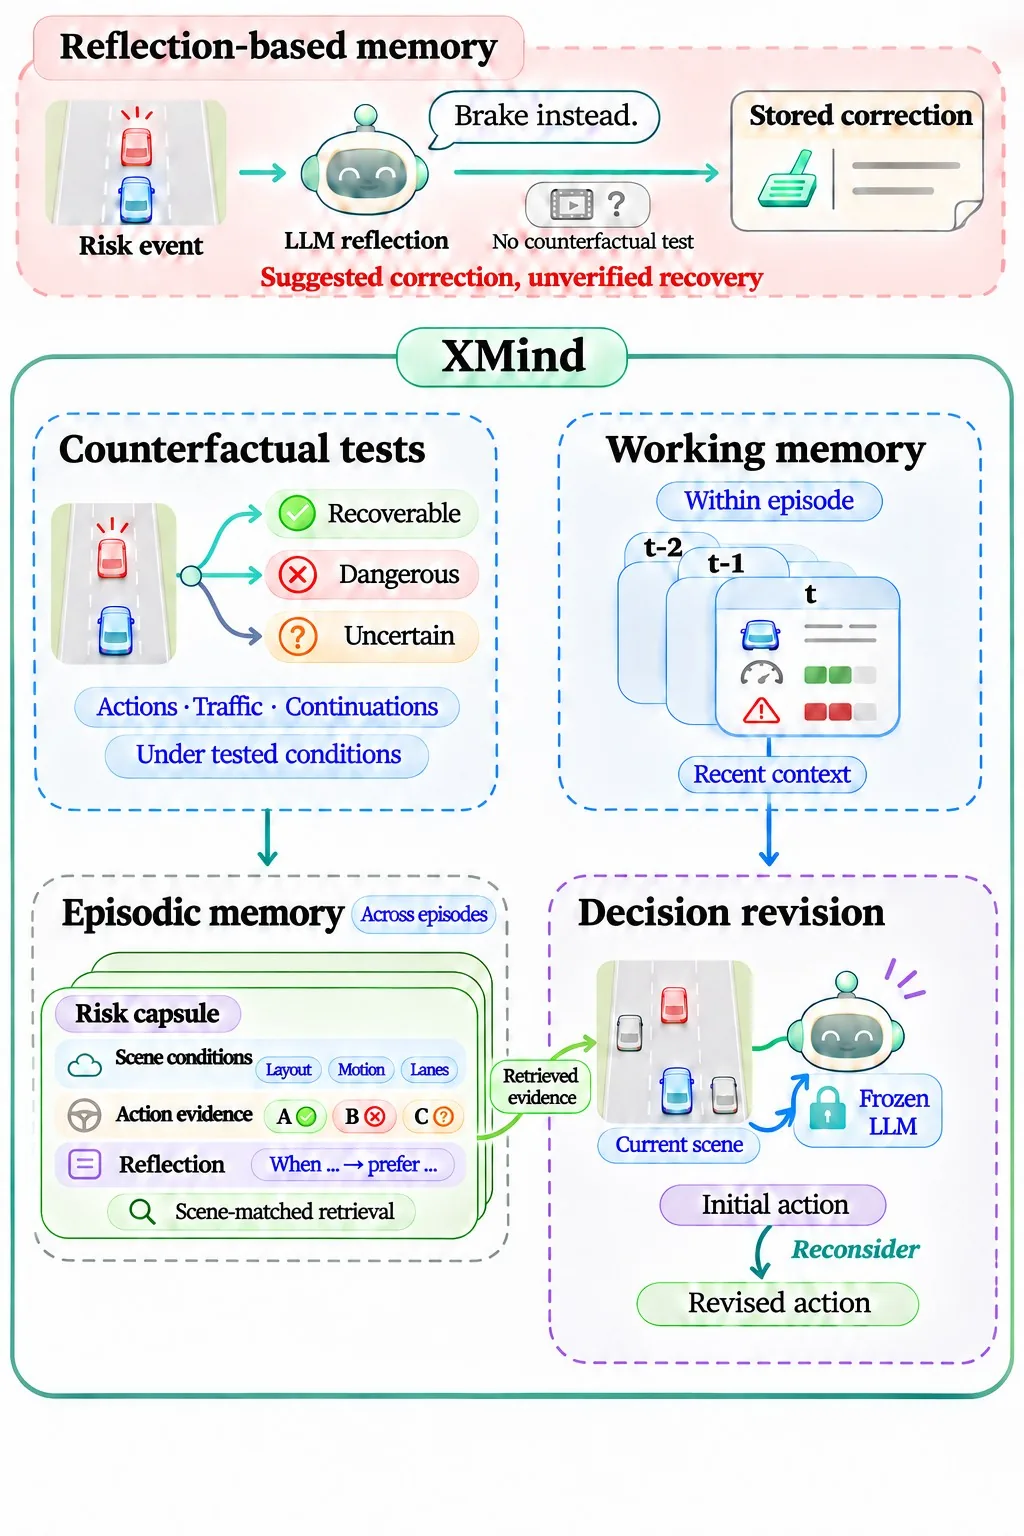 Reflection-based memory
Brake instead.
Stored correction
?
Risk event
LLM reflection
No counterfactual test
Suggested correction, unverified recovery
XMind
Counterfactual tests
Recoverable
Dangerous
? Uncertain
Actions · Traffic · Continuations
Under tested conditions
Working memory
Within episode
t-2
t-1
t
Recent context
Episodic memory
Across episodes
Risk capsule
Scene conditions Layout Motion Lanes
Action evidence A B C ?
Reflection When ... → prefer ...
Scene-matched retrieval
Retrieved
evidence
Decision revision
Current scene
Frozen
LLM
Initial action
Reconsider
Revised action